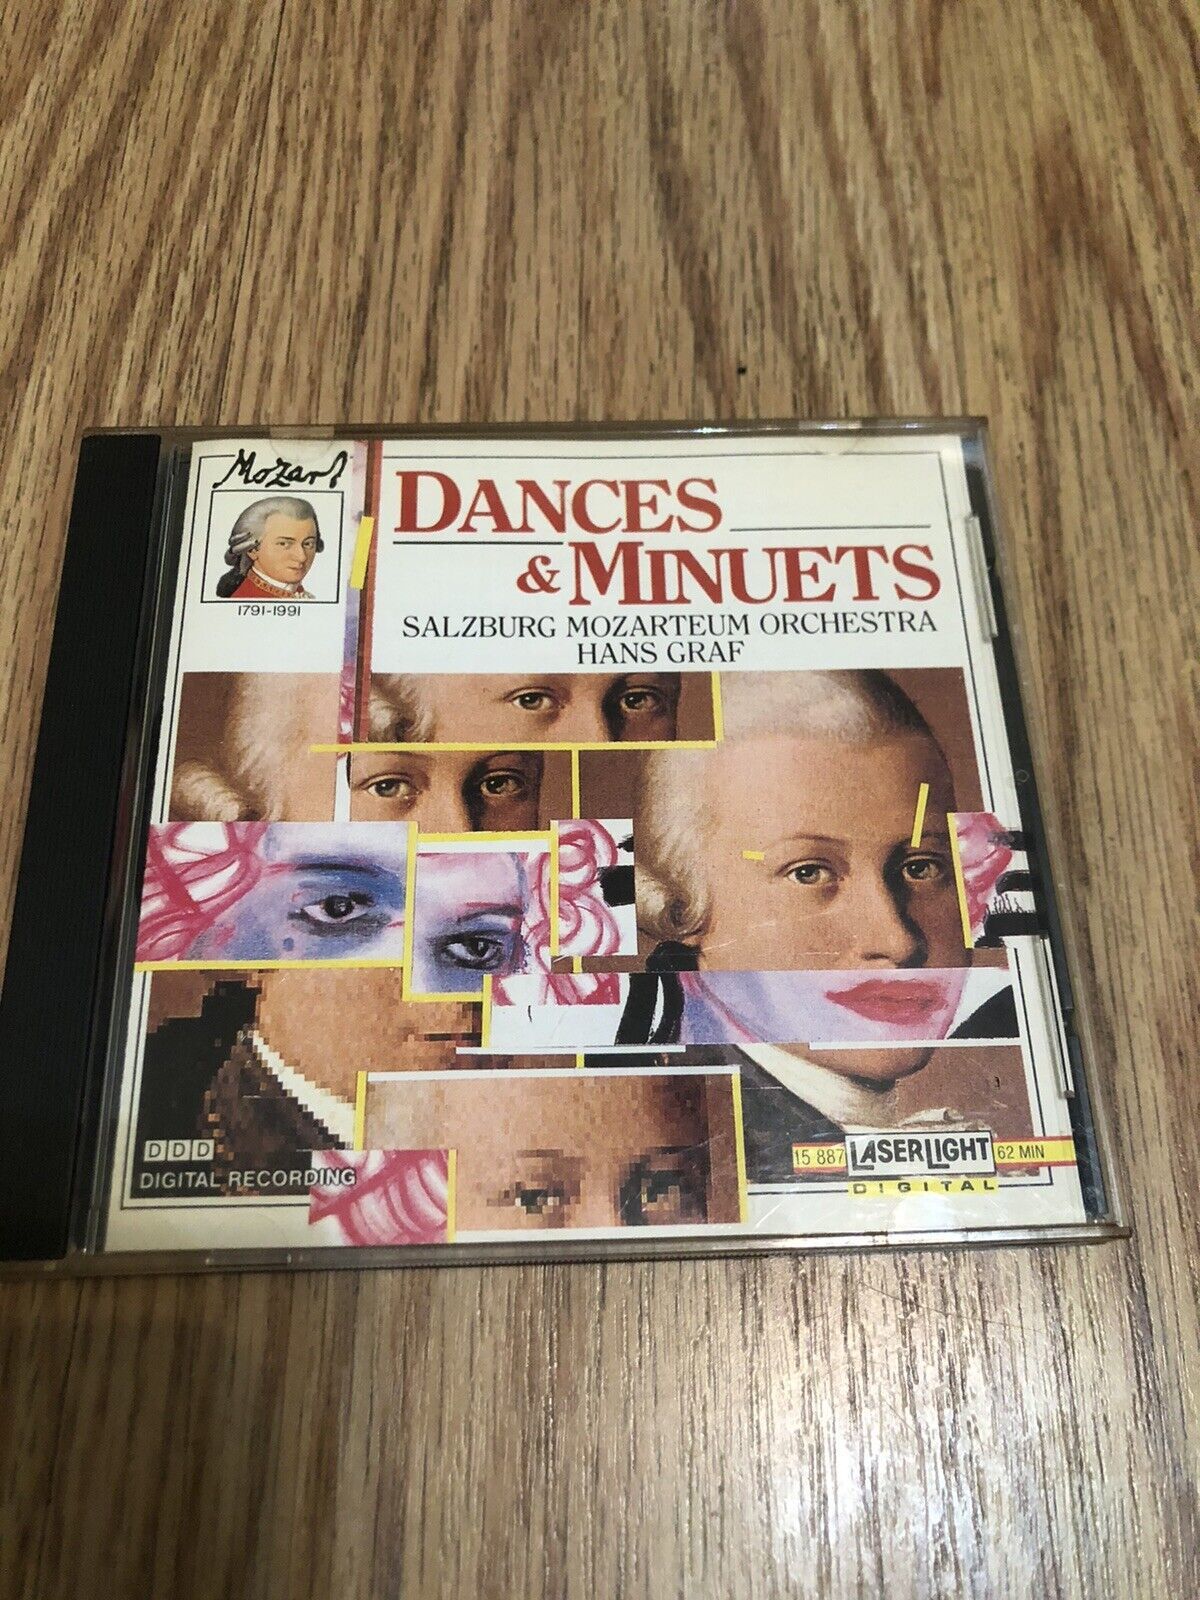 Mozart
1791-1991
DANCES
& MINUETS
SALZBURG MOZARTEUM ORCHESTRA
HANS GRAF
DDD
DIGITAL RECORDING
15 887 LASERLIGHT 62 MIN
DIGITAL